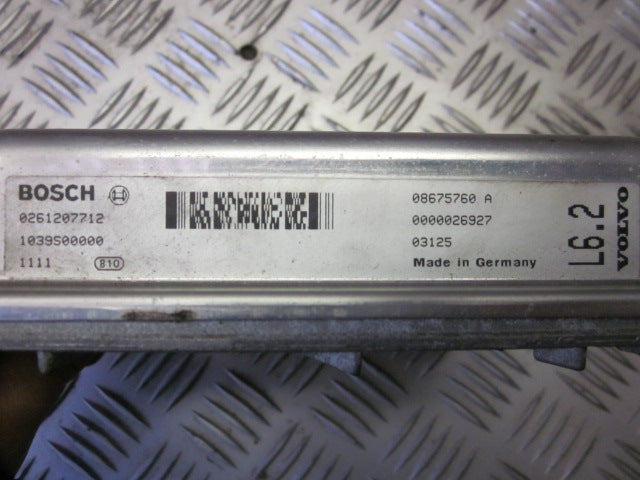 BOSCH
0261207712
1039S00000
1111 810
08675760 A
0000026927
03125
Made in Germany
L6.2
VOLVO